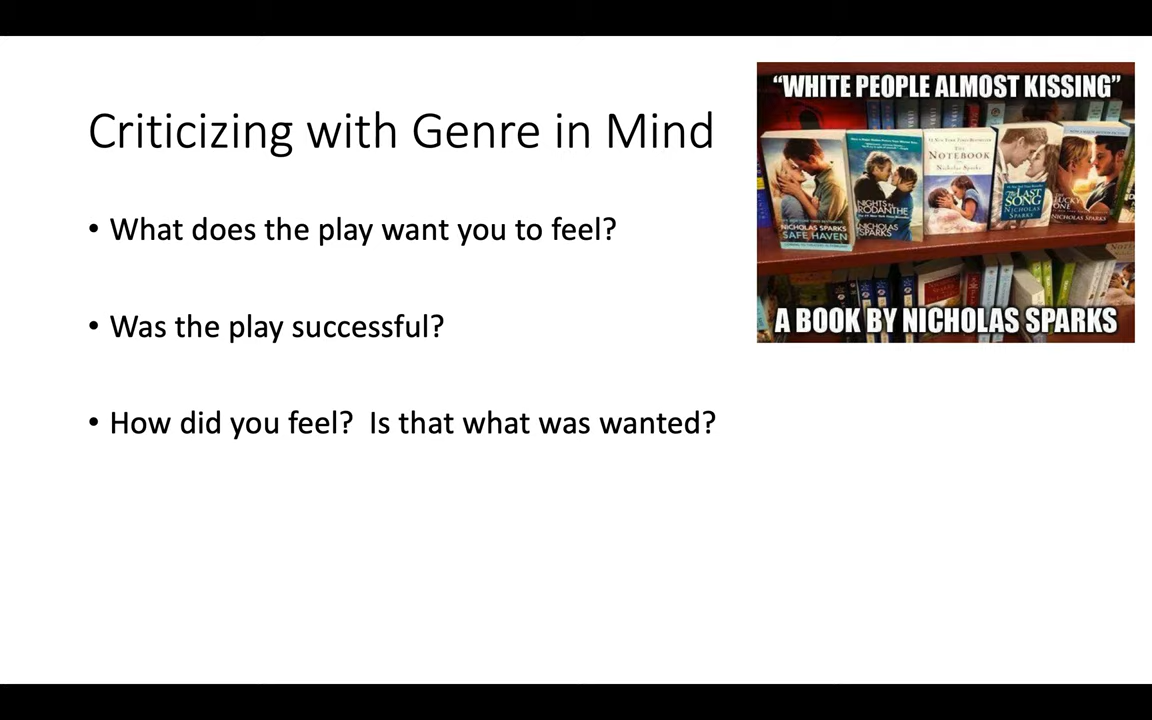 Criticizing with Genre in Mind
• What does the play want you to feel?
• Was the play successful?
• How did you feel?  Is that what was wanted?
“WHITE PEOPLE ALMOST KISSING”
NICHOLAS SPARKS
SAFE HAVEN
NIGHTS IN
RODANTHE
NICHOLAS
SPARKS
THE
NOTEBOOK
Nicholas Sparks
THE LAST
SONG
NICHOLAS
SPARKS
THE
LUCKY
ONE
NICHOLAS SPARKS
A BOOK BY NICHOLAS SPARKS